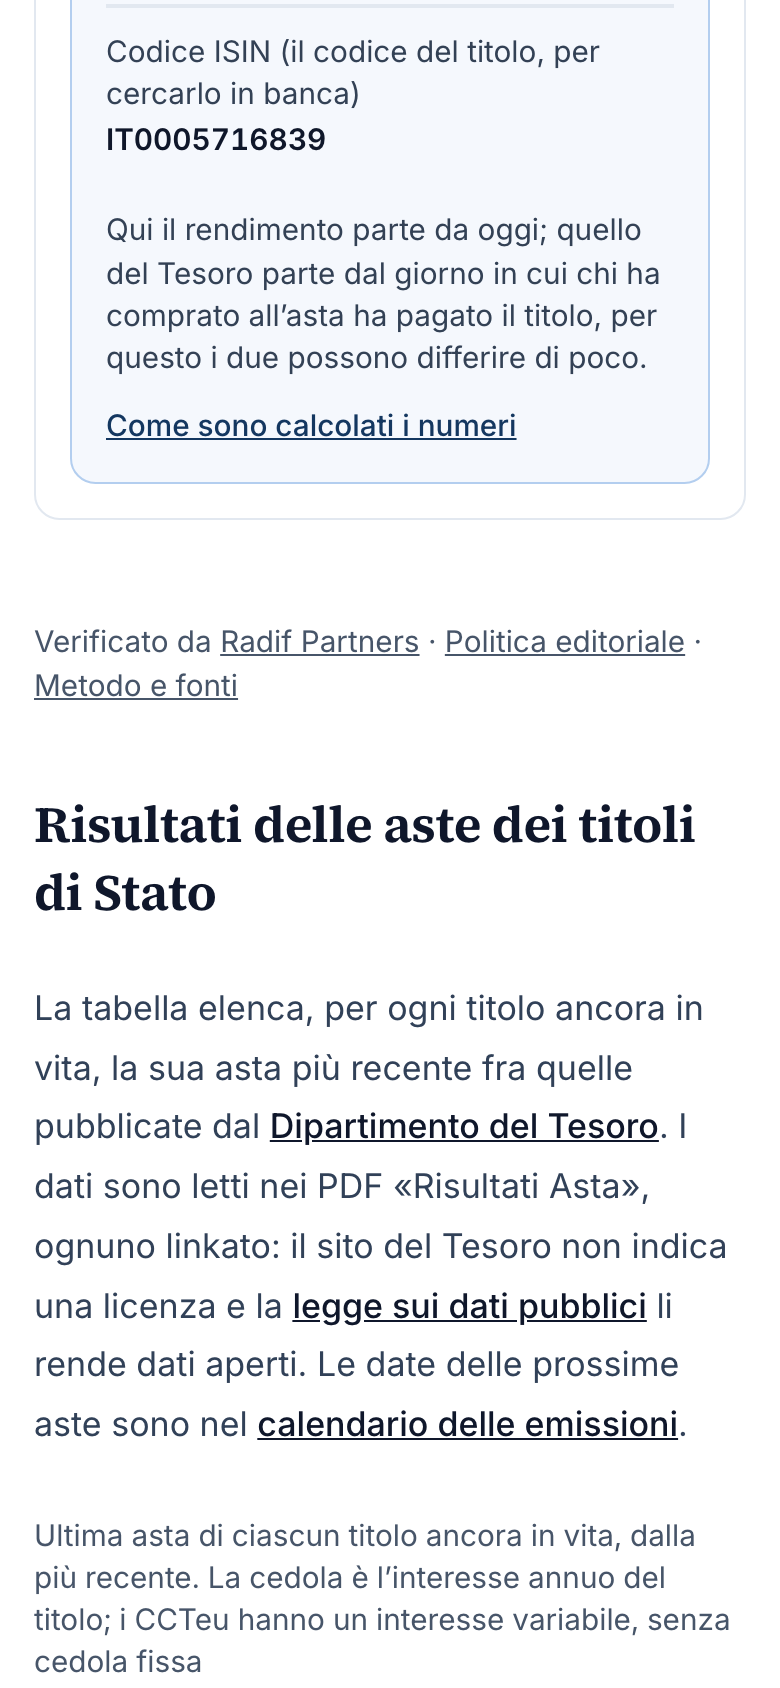 Codice ISIN (il codice del titolo, per
cercarlo in banca)
IT0005716839
Qui il rendimento parte da oggi; quello
del Tesoro parte dal giorno in cui chi ha
comprato all’asta ha pagato il titolo, per
questo i due possono differire di poco.
Come sono calcolati i numeri
Verificato da Radif Partners · Politica editoriale ·
Metodo e fonti
Risultati delle aste dei titoli
di Stato
La tabella elenca, per ogni titolo ancora in
vita, la sua asta più recente fra quelle
pubblicate dal Dipartimento del Tesoro. I
dati sono letti nei PDF «Risultati Asta»,
ognuno linkato: il sito del Tesoro non indica
una licenza e la legge sui dati pubblici li
rende dati aperti. Le date delle prossime
aste sono nel calendario delle emissioni.
Ultima asta di ciascun titolo ancora in vita, dalla
più recente. La cedola è l’interesse annuo del
titolo; i CCTeu hanno un interesse variabile, senza
cedola fissa